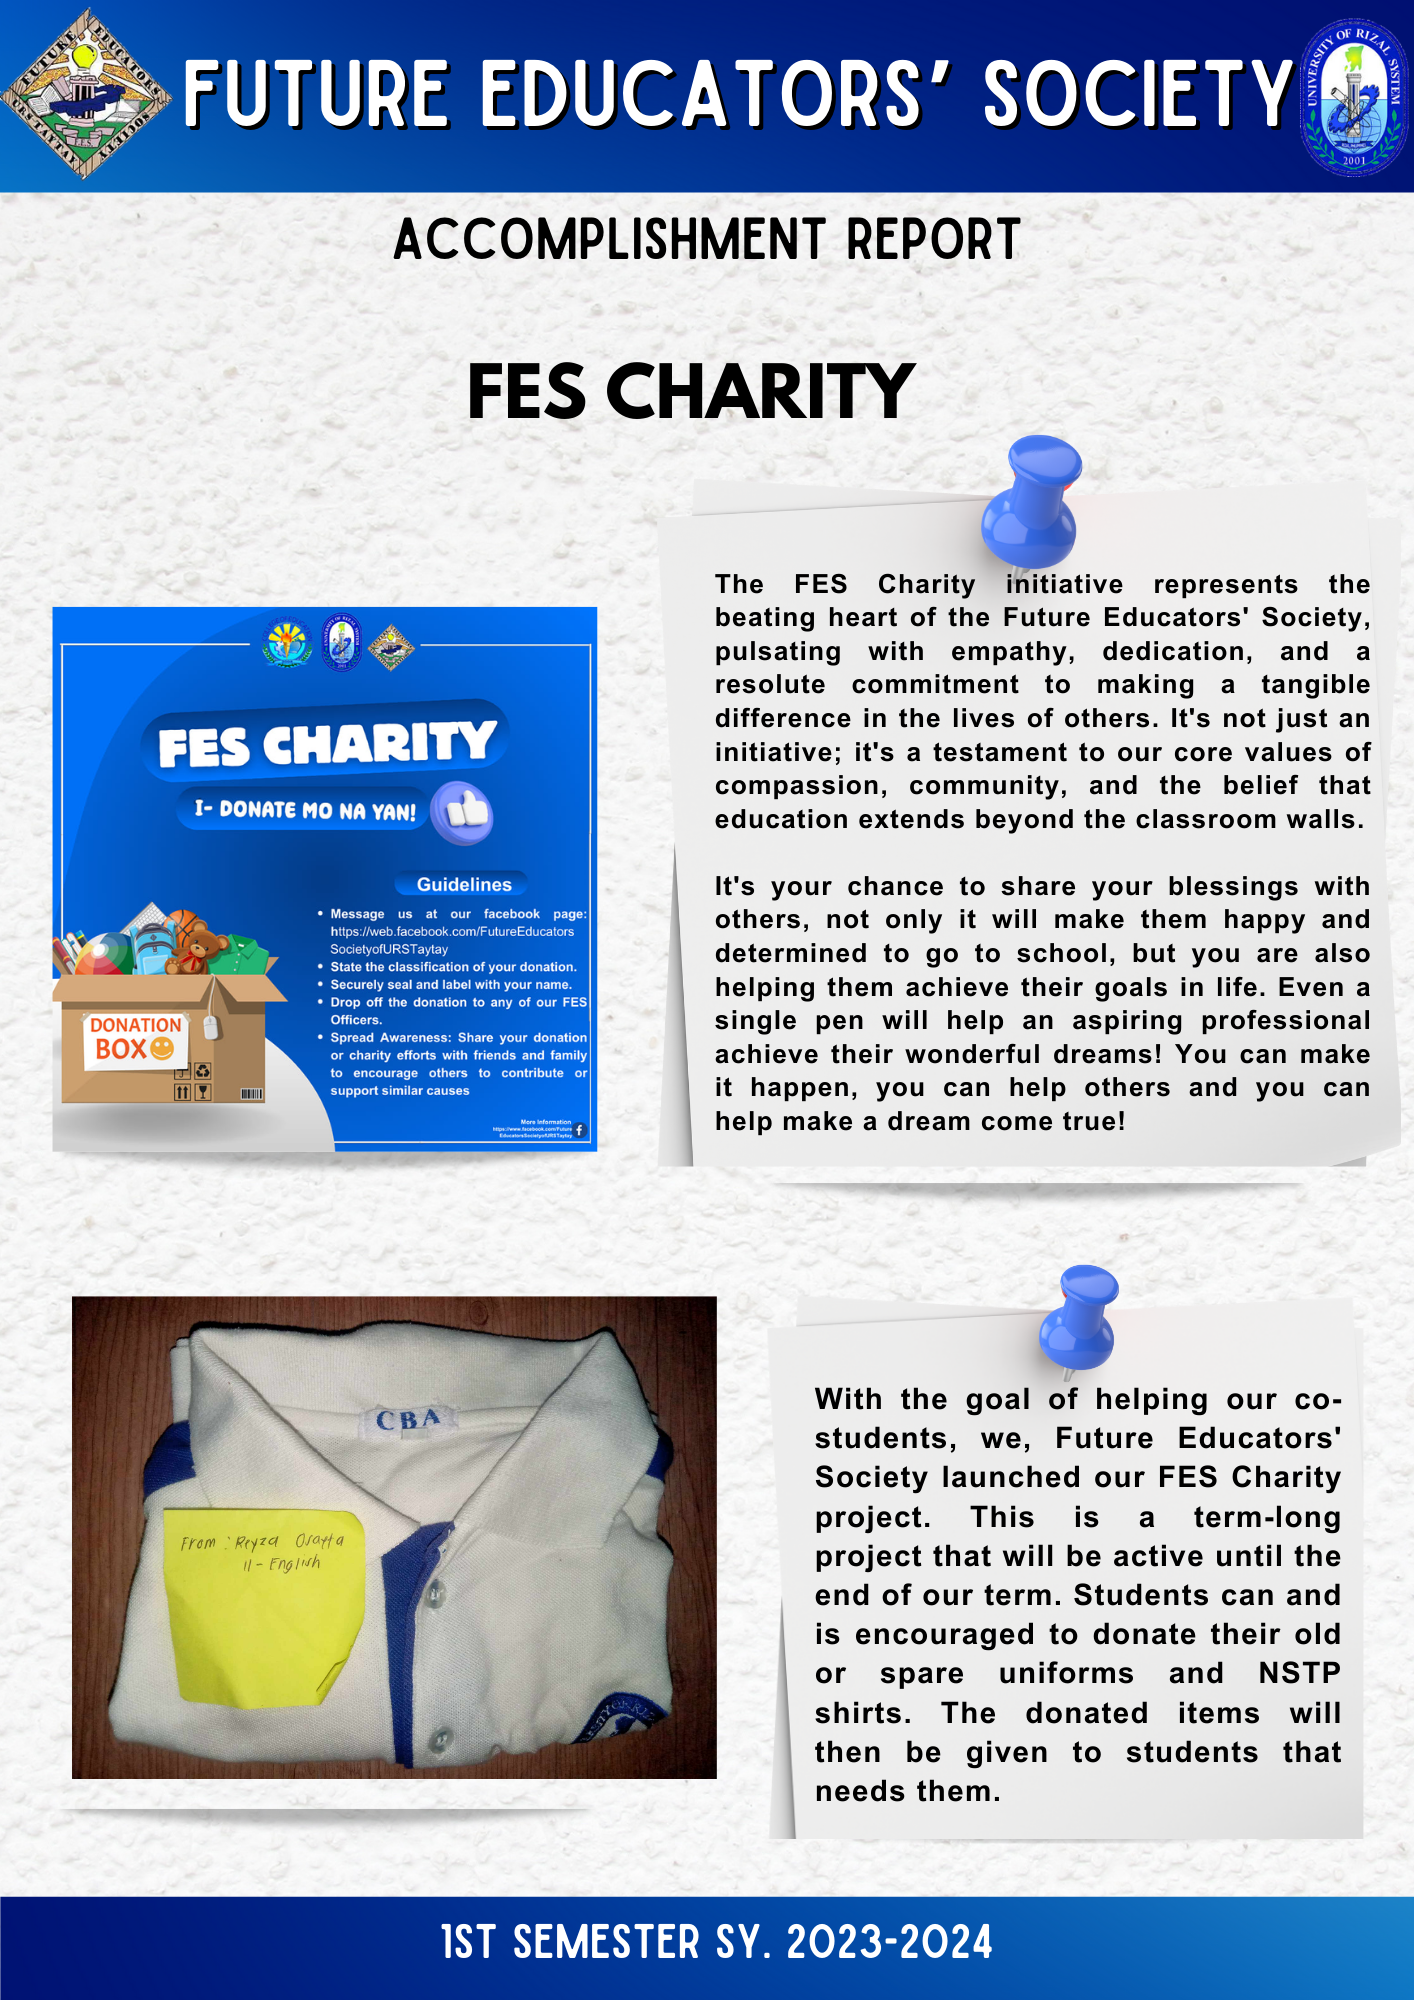 FUTURE EDUCATORS' SOCIETY
FUTURE EDUCATORS
SOCIETY
URS TAYTAY
F.E.S.
UNIVERSITY OF RIZAL SYSTEM
2001
ACCOMPLISHMENT REPORT
FES CHARITY
FES CHARITY
I- DONATE MO NA YAN!
Guidelines
Message us at our facebook page:
https://web.facebook.com/FutureEducators
SocietyofURSTaytay
State the classification of your donation.
Securely seal and label with your name.
Drop off the donation to any of our FES
Officers.
Spread Awareness: Share your donation
or charity efforts with friends and family
to encourage others to contribute or
support similar causes
More Information
https://www.facebook.com/Future
EducatorsSocietyofURSTaytay
DONATION
BOX
The FES Charity initiative represents the
beating heart of the Future Educators' Society,
pulsating with empathy, dedication, and a
resolute commitment to making a tangible
difference in the lives of others. It's not just an
initiative; it's a testament to our core values of
compassion, community, and the belief that
education extends beyond the classroom walls.
It's your chance to share your blessings with
others, not only it will make them happy and
determined to go to school, but you are also
helping them achieve their goals in life. Even a
single pen will help an aspiring professional
achieve their wonderful dreams! You can make
it happen, you can help others and you can
help make a dream come true!
CBA
From : Reyza Osatta
11 - English
With the goal of helping our co-
students, we, Future Educators'
Society launched our FES Charity
project. This is a term-long
project that will be active until the
end of our term. Students can and
is encouraged to donate their old
or spare uniforms and NSTP
shirts. The donated items will
then be given to students that
needs them.
1ST SEMESTER SY. 2023-2024